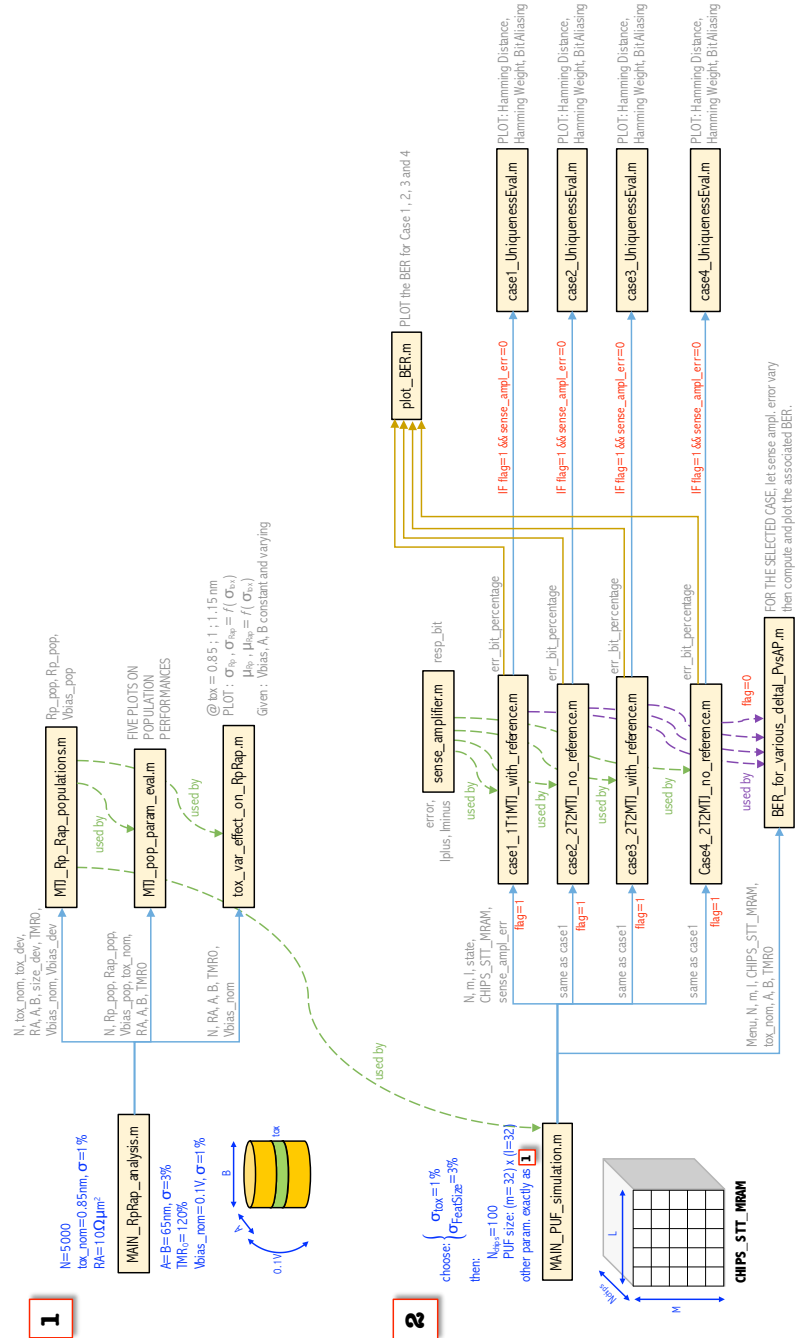 1
N=5000
tox_nom=0.85nm, σ=1%
RA=10Ωμm²
MAIN_RpRap_analysis.m
A=B=65nm, σ=3%
TMR₀=120%
Vbias_nom=0.1V, σ=1%
A
B
tox
0.1V
N, tox_nom, tox_dev,
RA, A, B, size_dev, TMR0,
Vbias_nom, Vbias_dev
MTJ_Rp_Rap_populations.m
Rp_pop, Rp_pop,
Vbias_pop
used by
N, Rp_pop, Rap_pop,
Vbias_pop, tox_nom,
RA, A, B, TMR0
MTJ_pop_param_eval.m
FIVE PLOTS ON
POPULATION
PERFORMANCES
used by
N, RA, A, B, TMR0,
Vbias_nom
tox_var_effect_on_RpRap.m
@ tox = 0.85 ; 1 ; 1.15 nm
PLOT : σRp, σRap = f( σtox)
μRp, μRap = f( σtox)
Given : Vbias, A, B constant and varying
used by
2
choose: { σtox=1%
σFeatSize=3%
then:
Nchips=100
PUF size: (m=32) x (l=32)
other param. exactly as 1
MAIN_PUF_simulation.m
Nchips
L
M
CHIPS_STT_MRAM
error,
Iplus, Iminus
sense_amplifier.m
resp_bit
plot_BER.m
PLOT the BER for Case 1, 2, 3 and 4
N, m, l, state,
CHIPS_STT_MRAM,
sense_ampl_err
flag=1
used by
case1_1T1MTJ_with_reference.m
err_bit_percentage
IF flag=1 && sense_ampl_err=0
case1_UniquenessEval.m
PLOT: Hamming Distance,
Hamming Weight, BitAliasing
same as case1
flag=1
used by
case2_2T2MTJ_no_reference.m
err_bit_percentage
IF flag=1 && sense_ampl_err=0
case2_UniquenessEval.m
PLOT: Hamming Distance,
Hamming Weight, BitAliasing
same as case1
flag=1
used by
case3_2T2MTJ_with_reference.m
err_bit_percentage
IF flag=1 && sense_ampl_err=0
case3_UniquenessEval.m
PLOT: Hamming Distance,
Hamming Weight, BitAliasing
same as case1
flag=1
used by
Case4_2T2MTJ_no_reference.m
err_bit_percentage
IF flag=1 && sense_ampl_err=0
case4_UniquenessEval.m
PLOT: Hamming Distance,
Hamming Weight, BitAliasing
Menu, N, m, l, CHIPS_STT_MRAM,
tox_nom, A, B, TMR0
used by
flag=0
BER_for_various_deltaI_PvsAP.m
FOR THE SELECTED CASE, let sense ampl. error vary
then compute and plot the associated BER.